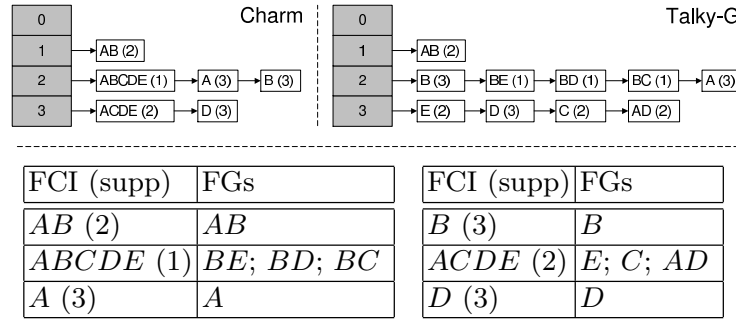 Charm
0
1 AB (2)
2 ABCDE (1) A (3) B (3)
3 ACDE (2) D (3)
Talky-G
0
1 AB (2)
2 B (3) BE (1) BD (1) BC (1) A (3)
3 E (2) D (3) C (2) AD (2)
FCI (supp) FGs
AB (2) AB
ABCDE (1) BE; BD; BC
A (3) A
FCI (supp) FGs
B (3) B
ACDE (2) E; C; AD
D (3) D